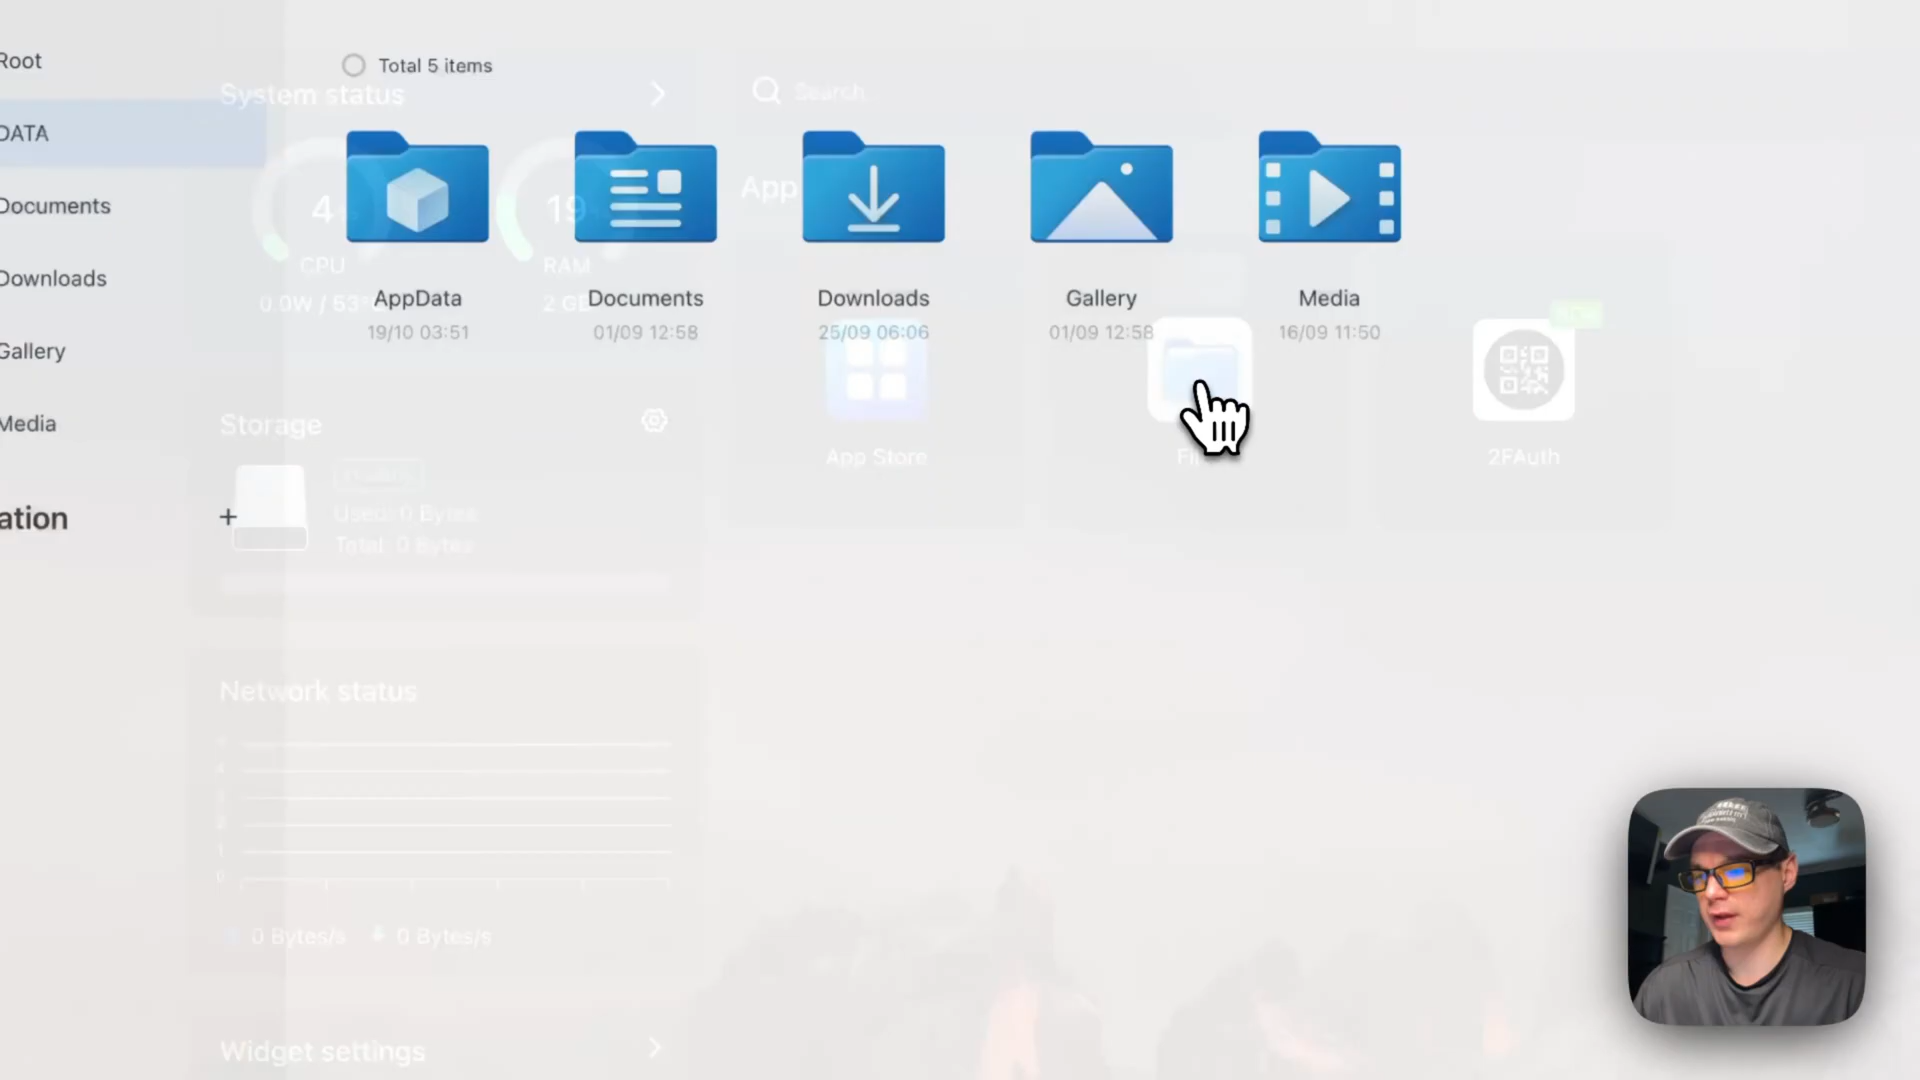 Root
DATA
Documents
Downloads
Gallery
Media
ation
+
Total 5 items
AppData
19/10 03:51
Documents
01/09 12:58
Downloads
25/09 06:06
Gallery
01/09 12:58
Media
16/09 11:50
System status
CPU
0.0W / 53°
19
RAM
2 GB
Storage
Used: 0 Bytes
Total: 0 Bytes
Network status
0
0 Bytes/s
0 Bytes/s
Widget settings
Search...
App
App Store
2FAuth